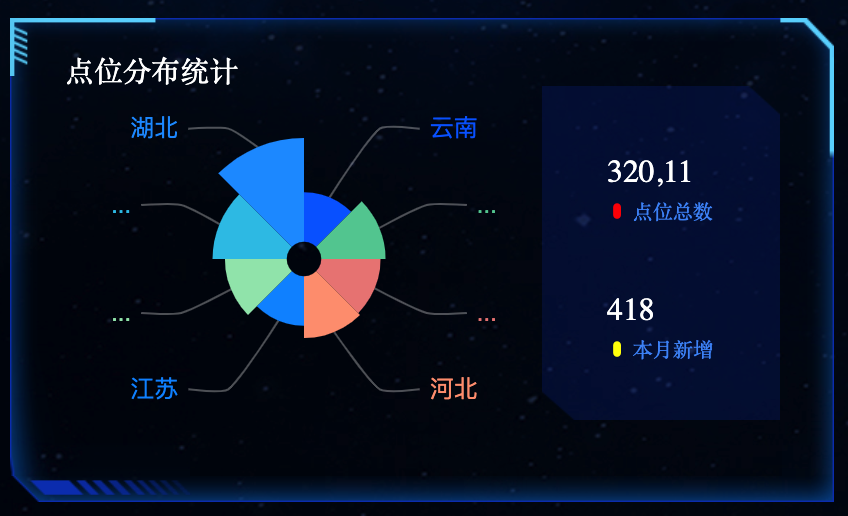 点位分布统计
湖北
云南
...
...
...
...
江苏
河北
320,11
点位总数
418
本月新增